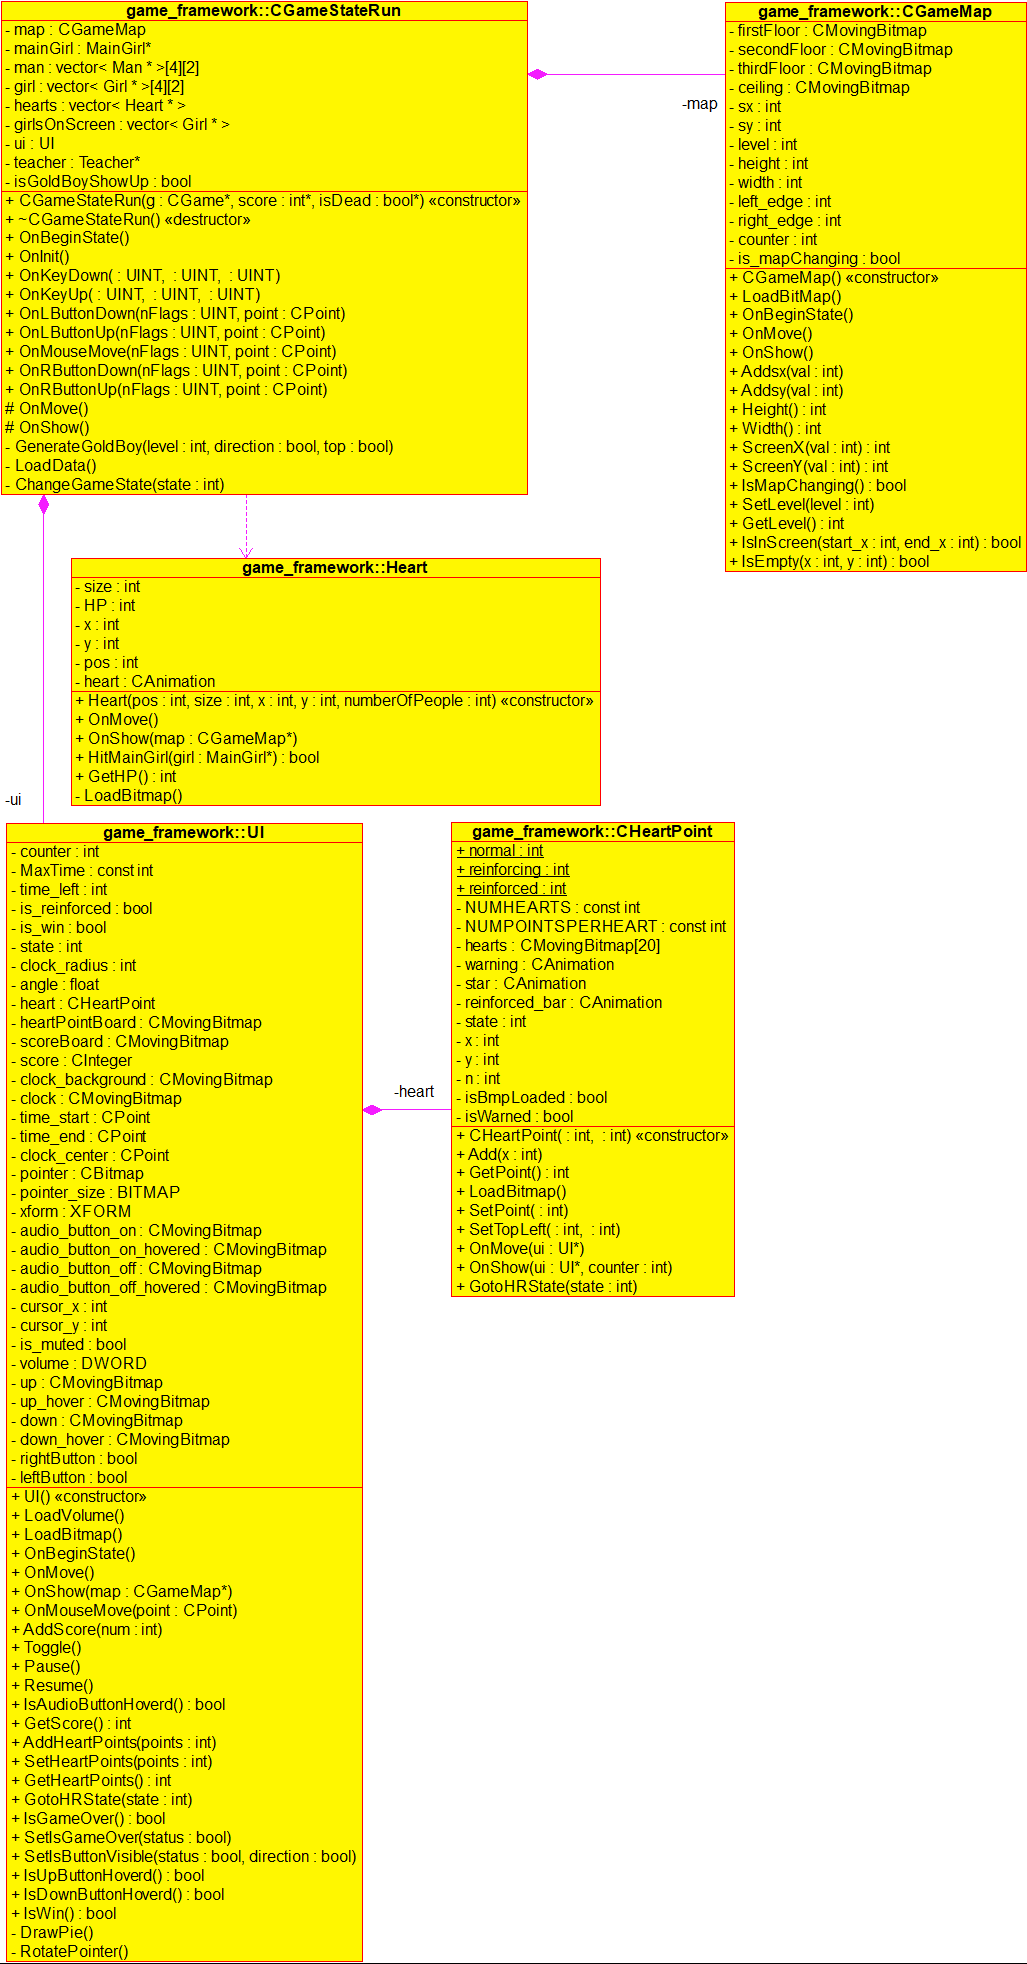 game_framework::CGameStateRun
- map : CGameMap
- mainGirl : MainGirl*
- man : vector< Man * >[4][2]
- girl : vector< Girl * >[4][2]
- hearts : vector< Heart * >
- girlsOnScreen : vector< Girl * >
- ui : UI
- teacher : Teacher*
- isGoldBoyShowUp : bool
+ CGameStateRun(g : CGame*, score : int*, isDead : bool*) «constructor»
+ ~CGameStateRun() «destructor»
+ OnBeginState()
+ OnInit()
+ OnKeyDown( : UINT, : UINT, : UINT)
+ OnKeyUp( : UINT, : UINT, : UINT)
+ OnLButtonDown(nFlags : UINT, point : CPoint)
+ OnLButtonUp(nFlags : UINT, point : CPoint)
+ OnMouseMove(nFlags : UINT, point : CPoint)
+ OnRButtonDown(nFlags : UINT, point : CPoint)
+ OnRButtonUp(nFlags : UINT, point : CPoint)
# OnMove()
# OnShow()
- GenerateGoldBoy(level : int, direction : bool, top : bool)
- LoadData()
- ChangeGameState(state : int)
-map
game_framework::CGameMap
- firstFloor : CMovingBitmap
- secondFloor : CMovingBitmap
- thirdFloor : CMovingBitmap
- ceiling : CMovingBitmap
- sx : int
- sy : int
- level : int
- height : int
- width : int
- left_edge : int
- right_edge : int
- counter : int
- is_mapChanging : bool
+ CGameMap() «constructor»
+ LoadBitMap()
+ OnBeginState()
+ OnMove()
+ OnShow()
+ Addsx(val : int)
+ Addsy(val : int)
+ Height() : int
+ Width() : int
+ ScreenX(val : int) : int
+ ScreenY(val : int) : int
+ IsMapChanging() : bool
+ SetLevel(level : int)
+ GetLevel() : int
+ IsInScreen(start_x : int, end_x : int) : bool
+ IsEmpty(x : int, y : int) : bool
game_framework::Heart
- size : int
- HP : int
- x : int
- y : int
- pos : int
- heart : CAnimation
+ Heart(pos : int, size : int, x : int, y : int, numberOfPeople : int) «constructor»
+ OnMove()
+ OnShow(map : CGameMap*)
+ HitMainGirl(girl : MainGirl*) : bool
+ GetHP() : int
- LoadBitmap()
-ui
game_framework::UI
- counter : int
- MaxTime : const int
- time_left : int
- is_reinforced : bool
- is_win : bool
- state : int
- clock_radius : int
- angle : float
- heart : CHeartPoint
- heartPointBoard : CMovingBitmap
- scoreBoard : CMovingBitmap
- score : CInteger
- clock_background : CMovingBitmap
- clock : CMovingBitmap
- time_start : CPoint
- time_end : CPoint
- clock_center : CPoint
- pointer : CBitmap
- pointer_size : BITMAP
- xform : XFORM
- audio_button_on : CMovingBitmap
- audio_button_on_hovered : CMovingBitmap
- audio_button_off : CMovingBitmap
- audio_button_off_hovered : CMovingBitmap
- cursor_x : int
- cursor_y : int
- is_muted : bool
- volume : DWORD
- up : CMovingBitmap
- up_hover : CMovingBitmap
- down : CMovingBitmap
- down_hover : CMovingBitmap
- rightButton : bool
- leftButton : bool
+ UI() «constructor»
+ LoadVolume()
+ LoadBitmap()
+ OnBeginState()
+ OnMove()
+ OnShow(map : CGameMap*)
+ OnMouseMove(point : CPoint)
+ AddScore(num : int)
+ Toggle()
+ Pause()
+ Resume()
+ IsAudioButtonHoverd() : bool
+ GetScore() : int
+ AddHeartPoints(points : int)
+ SetHeartPoints(points : int)
+ GetHeartPoints() : int
+ GotoHRState(state : int)
+ IsGameOver() : bool
+ SetIsGameOver(status : bool)
+ SetIsButtonVisible(status : bool, direction : bool)
+ IsUpButtonHoverd() : bool
+ IsDownButtonHoverd() : bool
+ IsWin() : bool
- DrawPie()
- RotatePointer()
-heart
game_framework::CHeartPoint
+ normal : int
+ reinforcing : int
+ reinforced : int
- NUMHEARTS : const int
- NUMPOINTSPERHEART : const int
- hearts : CMovingBitmap[20]
- warning : CAnimation
- star : CAnimation
- reinforced_bar : CAnimation
- state : int
- x : int
- y : int
- n : int
- isBmpLoaded : bool
- isWarned : bool
+ CHeartPoint( : int, : int) «constructor»
+ Add(x : int)
+ GetPoint() : int
+ LoadBitmap()
+ SetPoint( : int)
+ SetTopLeft( : int, : int)
+ OnMove(ui : UI*)
+ OnShow(ui : UI*, counter : int)
+ GotoHRState(state : int)